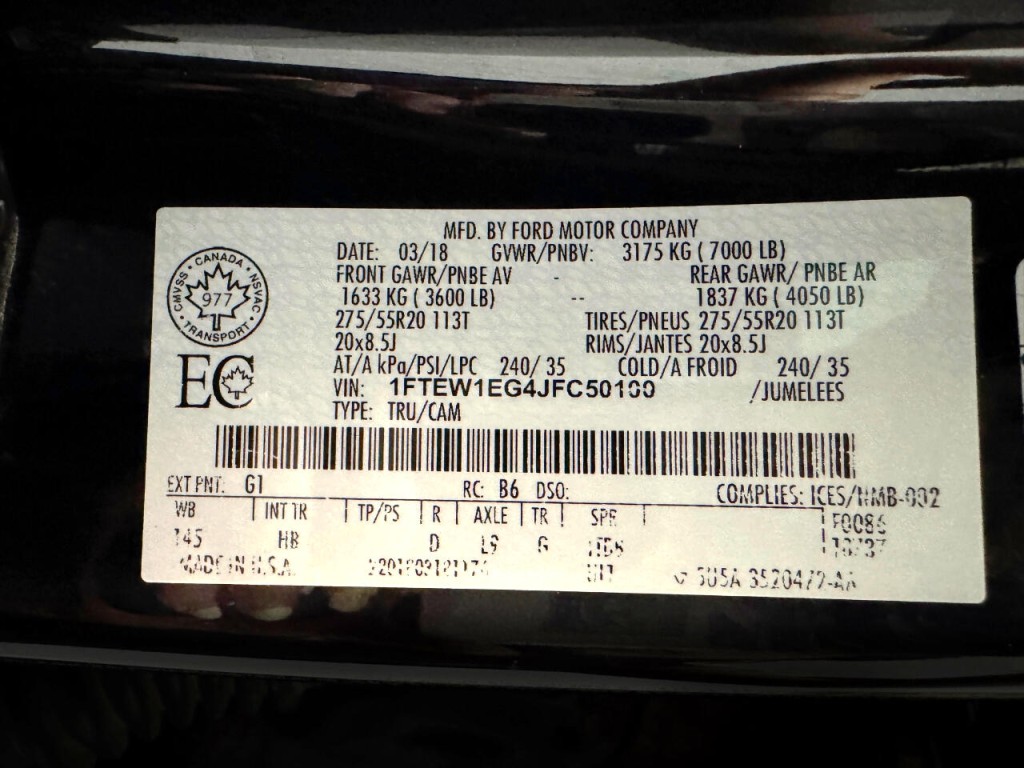 MFD. BY FORD MOTOR COMPANY
DATE: 03/18 GVWR/PNBV: 3175 KG ( 7000 LB)
FRONT GAWR/PNBE AV - REAR GAWR/ PNBE AR
1633 KG ( 3600 LB) -- 1837 KG ( 4050 LB)
275/55R20 113T TIRES/PNEUS 275/55R20 113T
20x8.5J RIMS/JANTES 20x8.5J
AT/A kPa/PSI/LPC 240/ 35 COLD/A FROID 240/ 35
VIN: /JUMELEES
TYPE: TRU/CAM
CMVSS · CANADA · NSVAC · TRANSPORT
977
EC
EXT PNT: G1 RC: B6 DSO: COMPLIES: ICES/NMB-002
WB INT TR TP/PS R AXLE TR SPR F0086
145 HB D L9 G
MADE IN U.S.A.